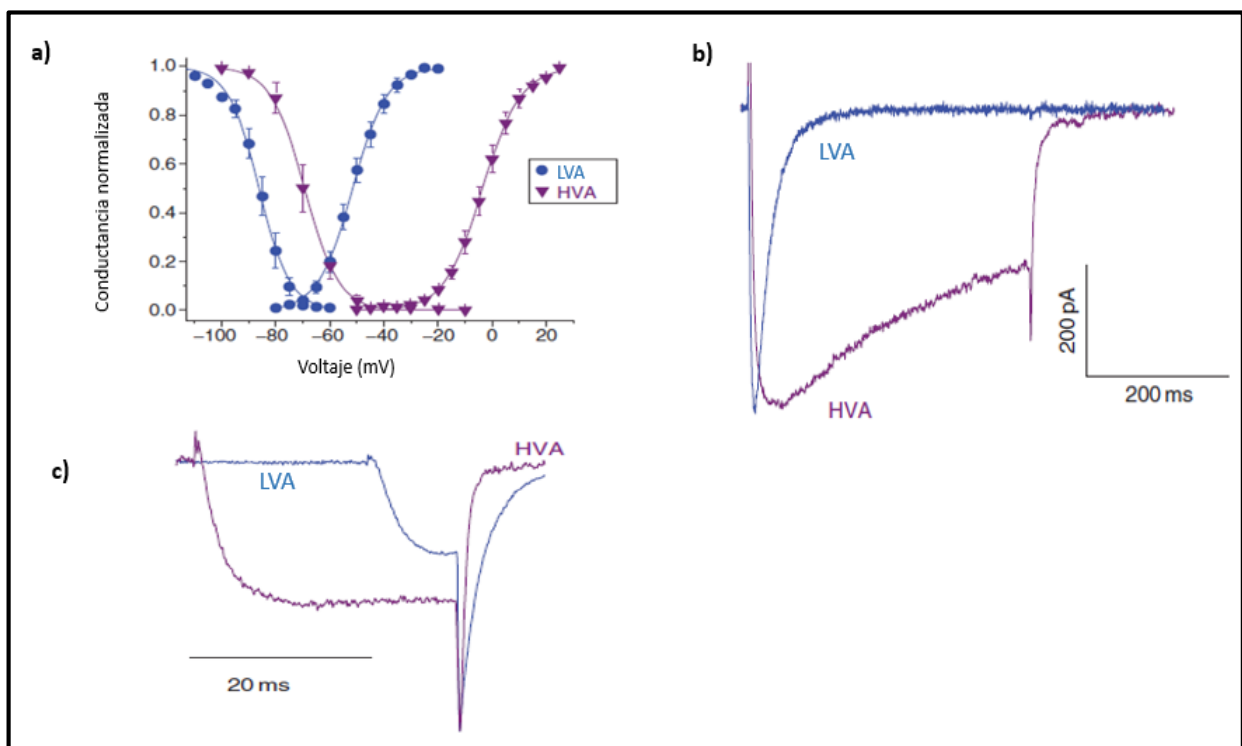 a)
1.0
0.8
0.6
0.4
0.2
0.0
Conductancia normalizada
−100 −80 −60 −40 −20 0 20
Voltaje (mV)
LVA
HVA
b)
LVA
HVA
200 pA
200 ms
c)
LVA
HVA
20 ms